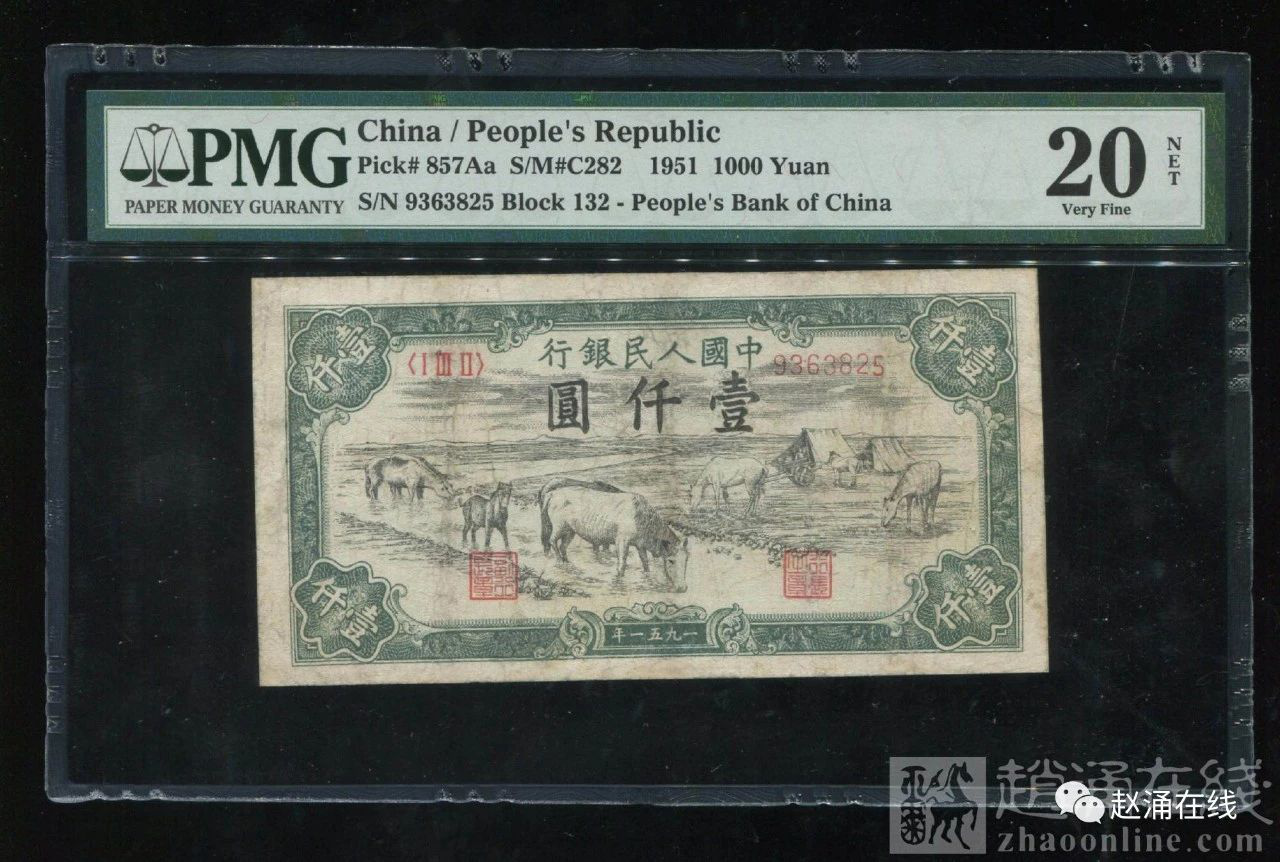 PMG
PAPER MONEY GUARANTY
China / People's Republic
Pick# 857Aa S/M#C282 1951 1000 Yuan
S/N 9363825 Block 132 - People's Bank of China
20
NET
Very Fine
行銀民人國中
〈I III II〉
9363825
圓仟壹
仟壹
仟壹
仟壹
仟壹
年一五九一
趙涌在綫
赵涌在线
zhaoonline.com